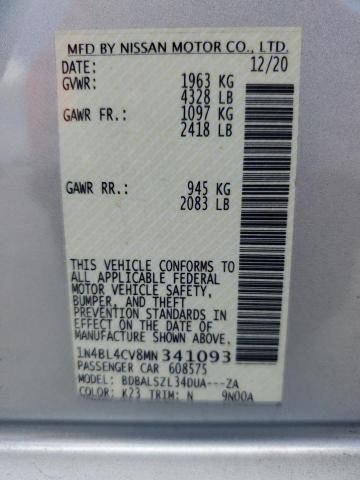 MFD BY NISSAN MOTOR CO., LTD.
DATE: 12/20
GVWR: 1963 KG
4328 LB
GAWR FR.: 1097 KG
2418 LB
GAWR RR.: 945 KG
2083 LB
THIS VEHICLE CONFORMS TO
ALL APPLICABLE FEDERAL
MOTOR VEHICLE SAFETY,
BUMPER, AND THEFT
PREVENTION STANDARDS IN
EFFECT ON THE DATE OF
MANUFACTURE SHOWN ABOVE.
1N4BL4CV8MN341093
PASSENGER CAR 608575
MODEL: BDBALSZL34DUA---ZA
COLOR: K23 TRIM: N 9N00A